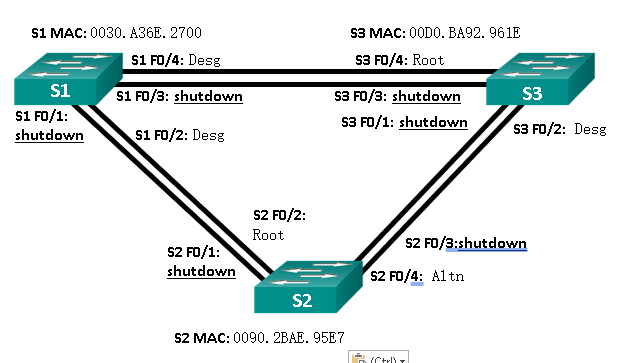 S1 MAC: 0030. A36E. 2700
S3 MAC: 00D0. BA92. 961E
S1 F0/4: Desg
S3 F0/4: Root
S1
S3
S1 F0/3: shutdown
S3 F0/3: shutdown
S1 F0/1:
shutdown
S3 F0/1: shutdown
S1 F0/2: Desg
S3 F0/2: Desg
S2 F0/2:
Root
S2 F0/1:
shutdown
S2 F0/3:shutdown
S2 F0/4: Altn
S2
S2 MAC: 0090. 2BAE. 95E7
(Ctrl)